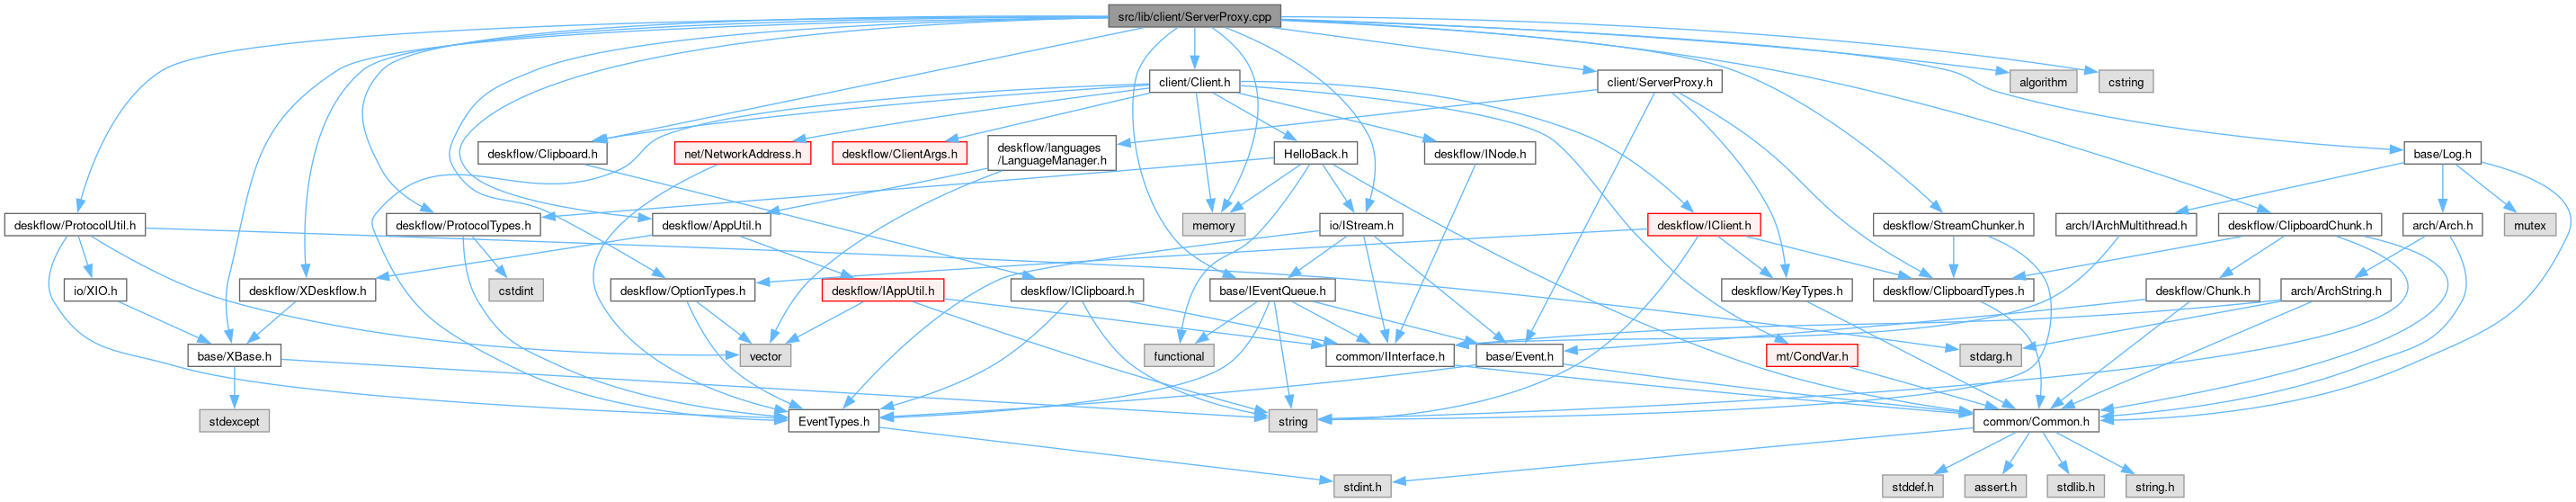 src/lib/client/ServerProxy.cpp
client/Client.h
client/ServerProxy.h
algorithm
cstring
deskflow/Clipboard.h
net/NetworkAddress.h
deskflow/ClientArgs.h
deskflow/languages
/LanguageManager.h
HelloBack.h
deskflow/INode.h
base/Log.h
deskflow/ProtocolUtil.h
deskflow/ProtocolTypes.h
deskflow/AppUtil.h
memory
io/IStream.h
deskflow/IClient.h
deskflow/StreamChunker.h
arch/IArchMultithread.h
deskflow/ClipboardChunk.h
arch/Arch.h
mutex
io/XIO.h
deskflow/XDeskflow.h
cstdint
deskflow/OptionTypes.h
deskflow/IAppUtil.h
deskflow/IClipboard.h
base/IEventQueue.h
deskflow/KeyTypes.h
deskflow/ClipboardTypes.h
deskflow/Chunk.h
arch/ArchString.h
base/XBase.h
vector
functional
common/IInterface.h
base/Event.h
mt/CondVar.h
stdarg.h
stdexcept
EventTypes.h
string
common/Common.h
stdint.h
stddef.h
assert.h
stdlib.h
string.h